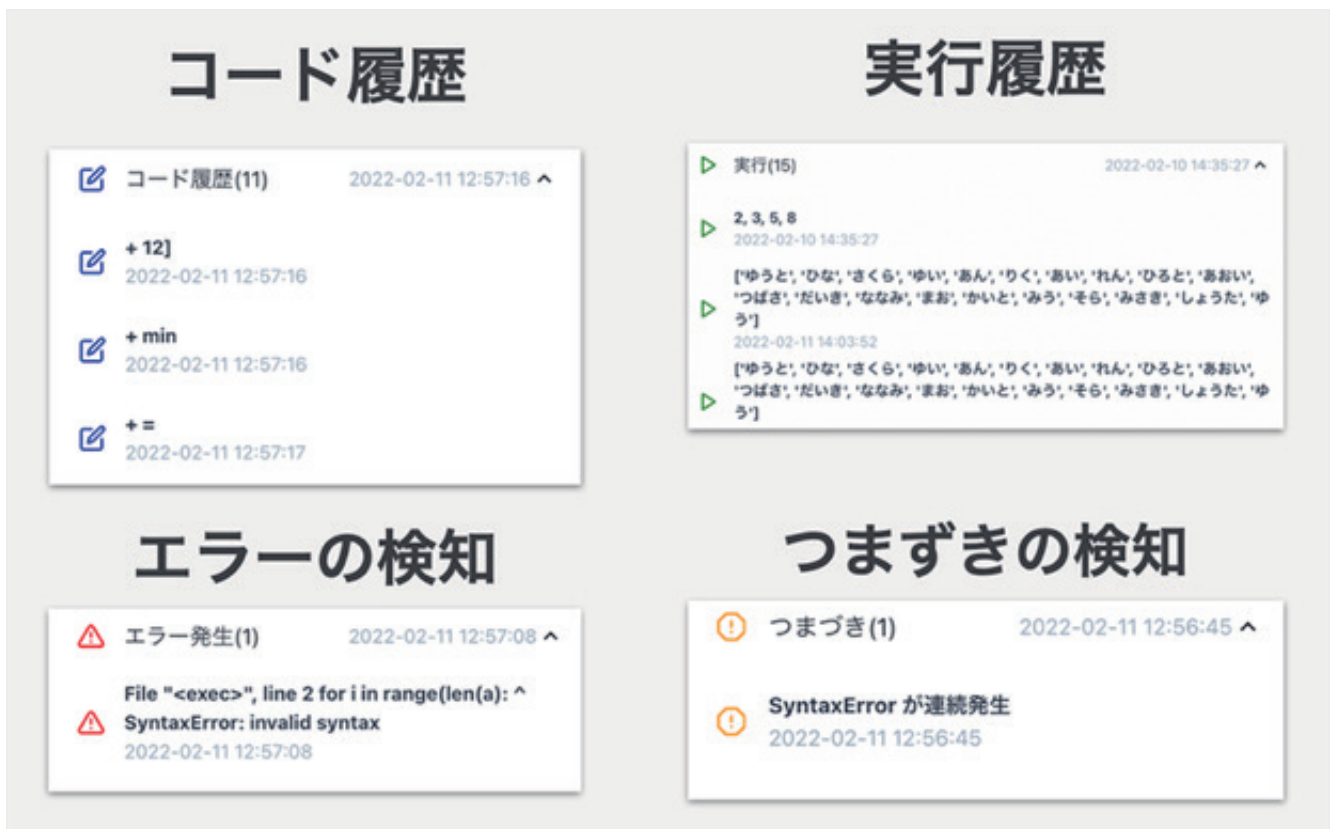 コード履歴
コード履歴(11) 2022-02-11 12:57:16
+ 12]
2022-02-11 12:57:16
+ min
2022-02-11 12:57:16
+ =
2022-02-11 12:57:17
実行履歴
実行(15) 2022-02-10 14:35:27
2, 3, 5, 8
2022-02-10 14:35:27
['ゆうと', 'ひな', 'さくら', 'ゆい', 'あん', 'りく', 'あい', 'れん', 'ひろと', 'あおい',
'つばさ', 'だいき', 'ななみ', 'まお', 'かいと', 'みう', 'そら', 'みさき', 'しょうた', 'ゆ
う']
2022-02-11 14:03:52
['ゆうと', 'ひな', 'さくら', 'ゆい', 'あん', 'りく', 'あい', 'れん', 'ひろと', 'あおい',
'つばさ', 'だいき', 'ななみ', 'まお', 'かいと', 'みう', 'そら', 'みさき', 'しょうた', 'ゆ
う']
エラーの検知
エラー発生(1) 2022-02-11 12:57:08
File "<exec>", line 2 for i in range(len(a): ^
SyntaxError: invalid syntax
2022-02-11 12:57:08
つまずきの検知
つまづき(1) 2022-02-11 12:56:45
SyntaxError が連続発生
2022-02-11 12:56:45